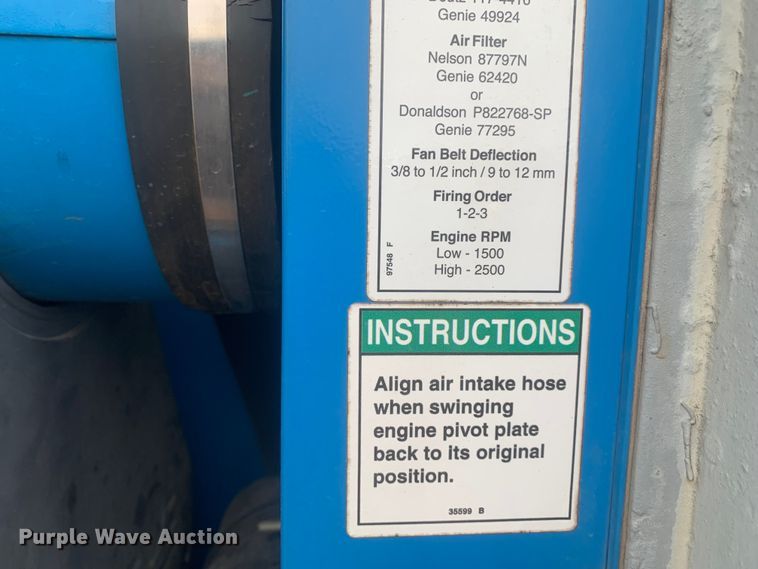 Genie 49924
Air Filter
Nelson 87797N
Genie 62420
or
Donaldson P822768-SP
Genie 77295
Fan Belt Deflection
3/8 to 1/2 inch / 9 to 12 mm
Firing Order
1-2-3
Engine RPM
Low - 1500
High - 2500
97548 F
INSTRUCTIONS
Align air intake hose
when swinging
engine pivot plate
back to its original
position.
35599 B
Purple Wave Auction